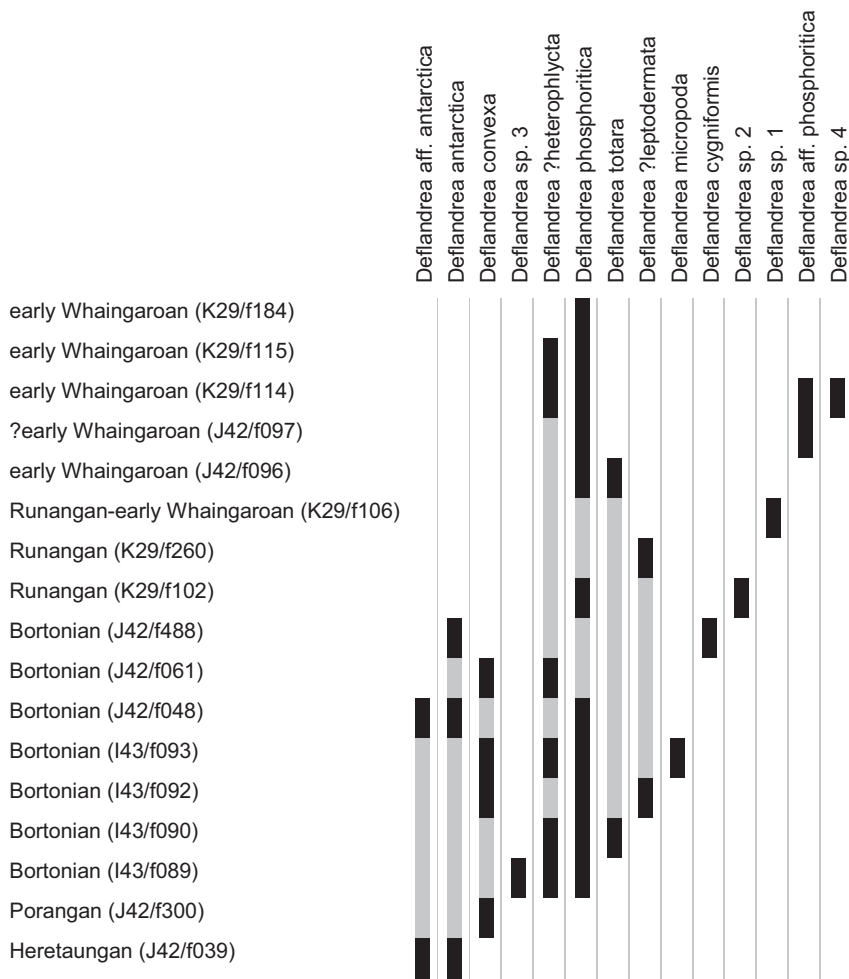 Deflandrea aff. antarctica
Deflandrea antarctica
Deflandrea convexa
Deflandrea sp. 3
Deflandrea ?heterophlycta
Deflandrea phosphoritica
Deflandrea totara
Deflandrea ?leptodermata
Deflandrea micropoda
Deflandrea cygniformis
Deflandrea sp. 2
Deflandrea sp. 1
Deflandrea aff. phosphoritica
Deflandrea sp. 4
early Whaingaroan (K29/f184)
early Whaingaroan (K29/f115)
early Whaingaroan (K29/f114)
?early Whaingaroan (J42/f097)
early Whaingaroan (J42/f096)
Runangan-early Whaingaroan (K29/f106)
Runangan (K29/f260)
Runangan (K29/f102)
Bortonian (J42/f488)
Bortonian (J42/f061)
Bortonian (J42/f048)
Bortonian (I43/f093)
Bortonian (I43/f092)
Bortonian (I43/f090)
Bortonian (I43/f089)
Porangan (J42/f300)
Heretaungan (J42/f039)